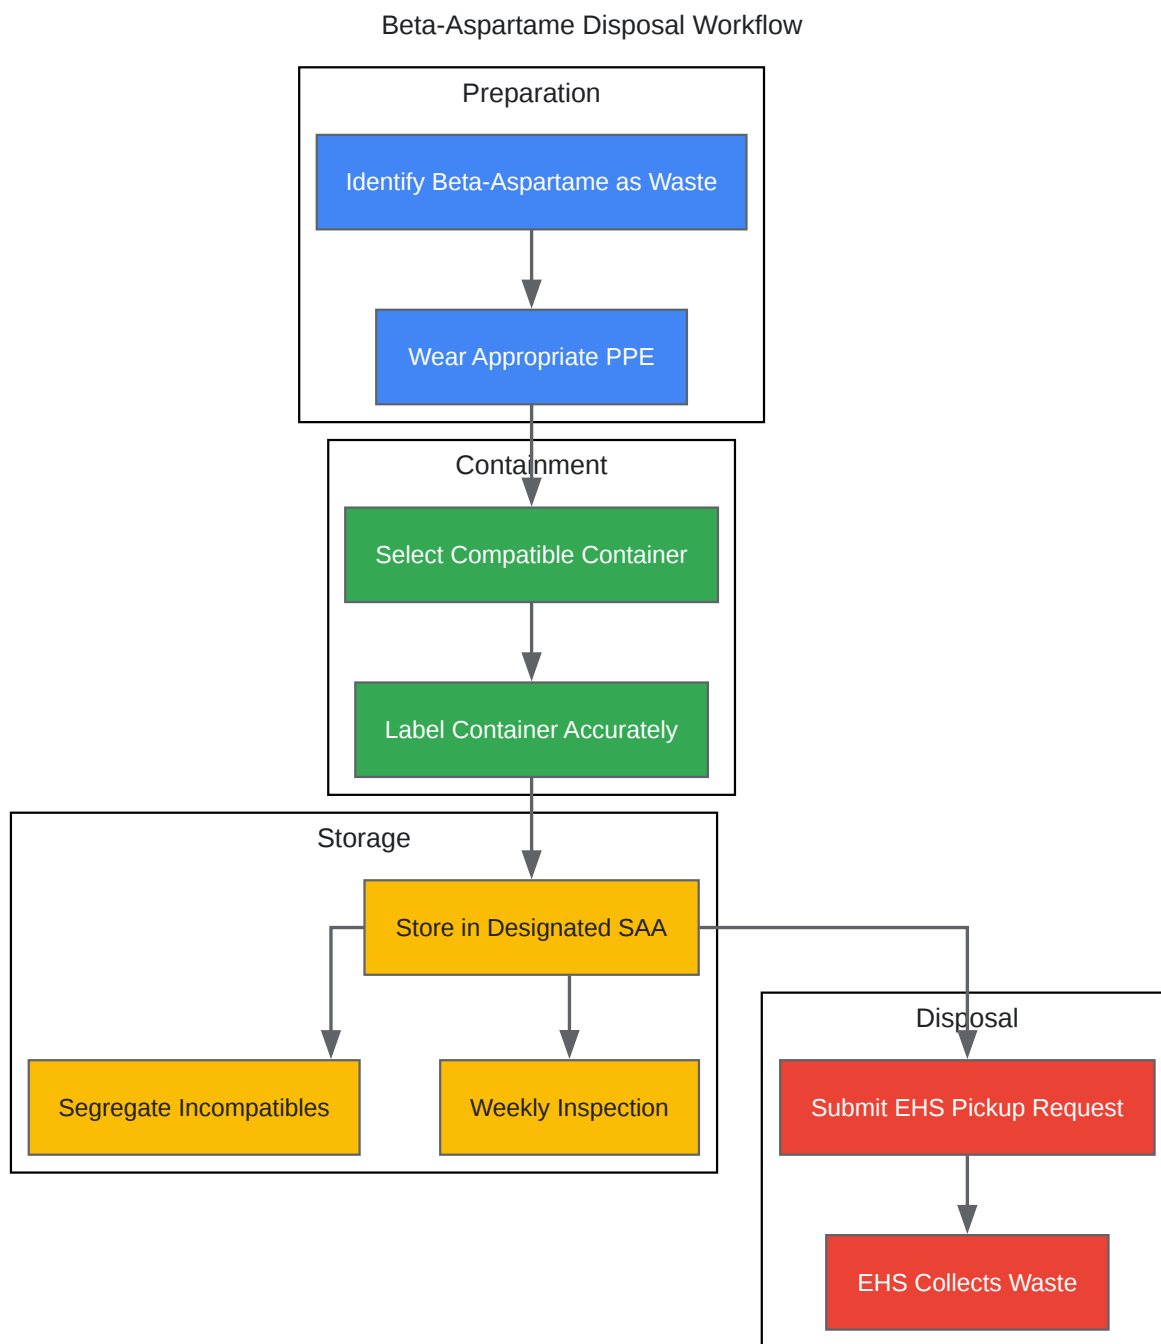 Beta-Aspartame Disposal Workflow
Preparation
Identify Beta-Aspartame as Waste
Wear Appropriate PPE
Containment
Select Compatible Container
Label Container Accurately
Storage
Store in Designated SAA
Segregate Incompatibles
Weekly Inspection
Disposal
Submit EHS Pickup Request
EHS Collects Waste